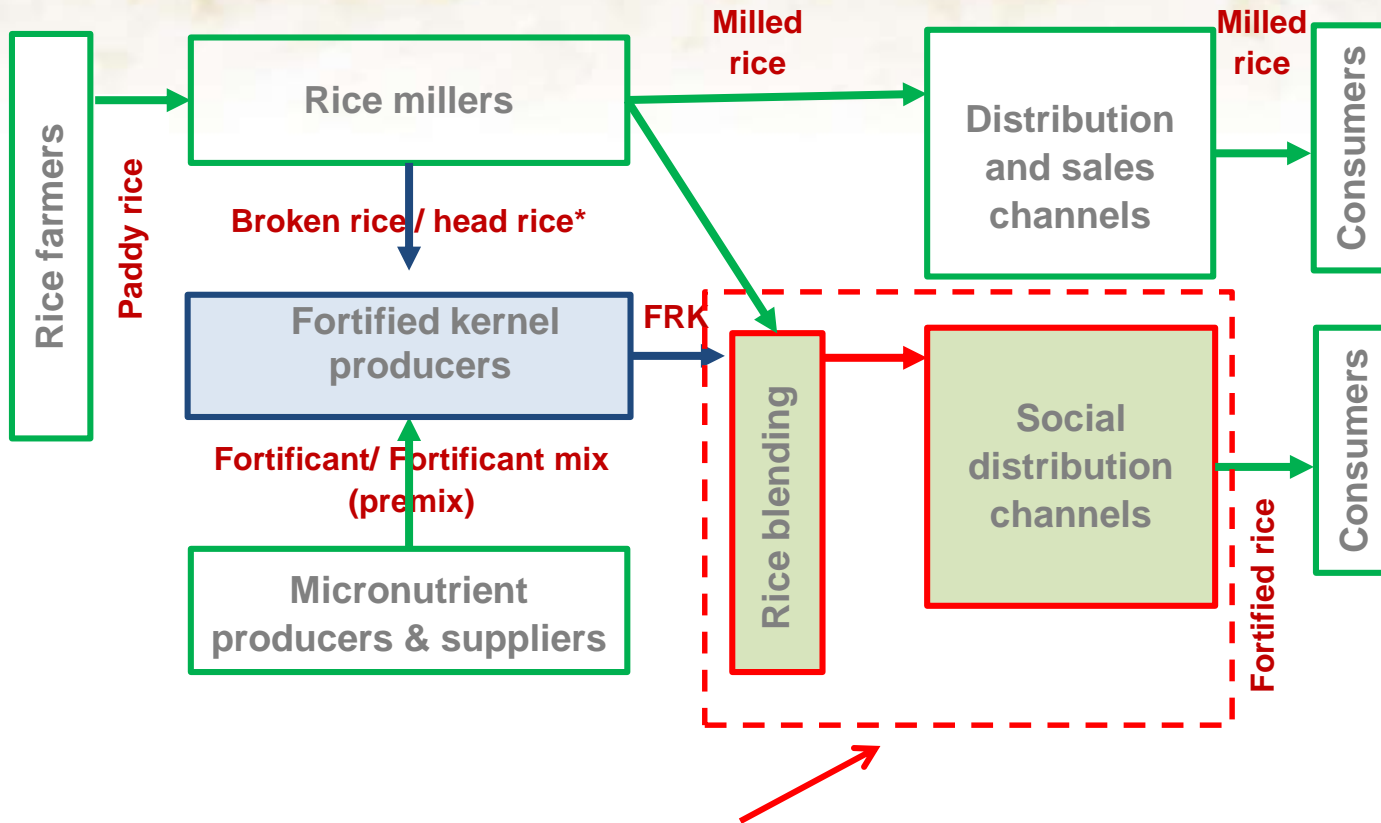 Rice farmers
Paddy rice
Rice millers
Milled
rice
Distribution
and sales
channels
Milled
rice
Consumers
Broken rice / head rice*
Fortified kernel
producers
FRK
Fortificant/ Fortificant mix
(premix)
Micronutrient
producers & suppliers
Rice blending
Social
distribution
channels
Fortified rice
Consumers